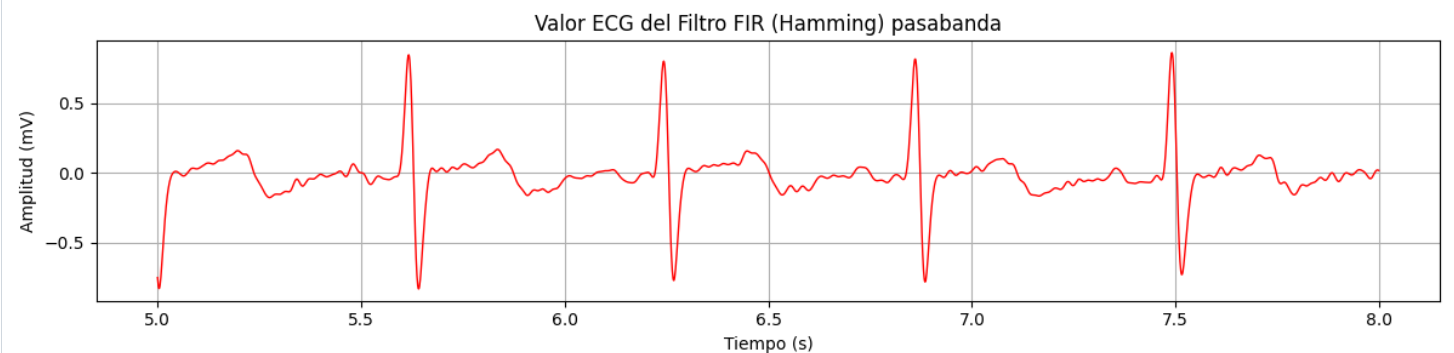 Valor ECG del Filtro FIR (Hamming) pasabanda
Amplitud (mV)
0.5
0.0
−0.5
5.0 5.5 6.0 6.5 7.0 7.5 8.0
Tiempo (s)